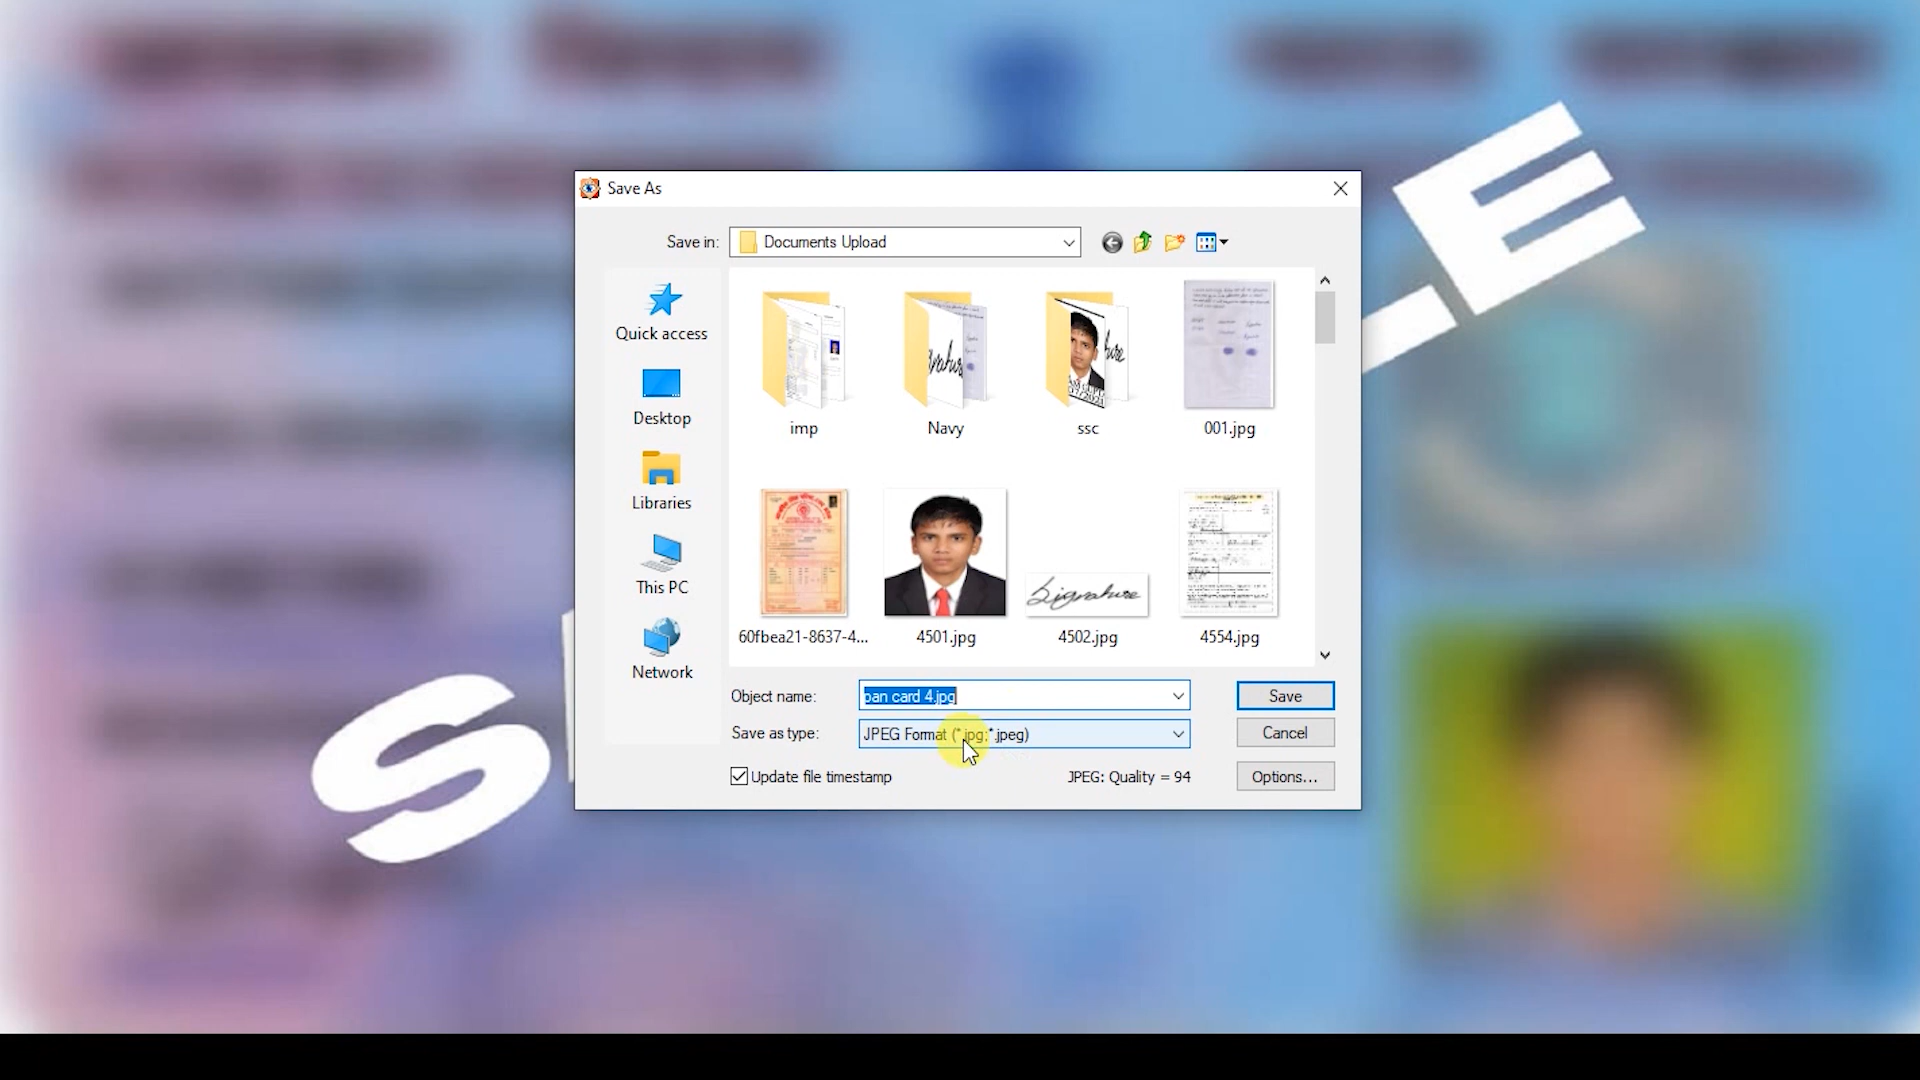 Save As
Save in: Documents Upload
Quick access
Desktop
Libraries
This PC
Network
imp
Navy
ssc
001.jpg
60fbea21-8637-4...
4501.jpg
Signature
4502.jpg
4554.jpg
Object name: pan card 4.jpg
Save
Save as type: JPEG Format (*.jpg;*.jpeg)
Cancel
Update file timestamp
JPEG: Quality = 94
Options...